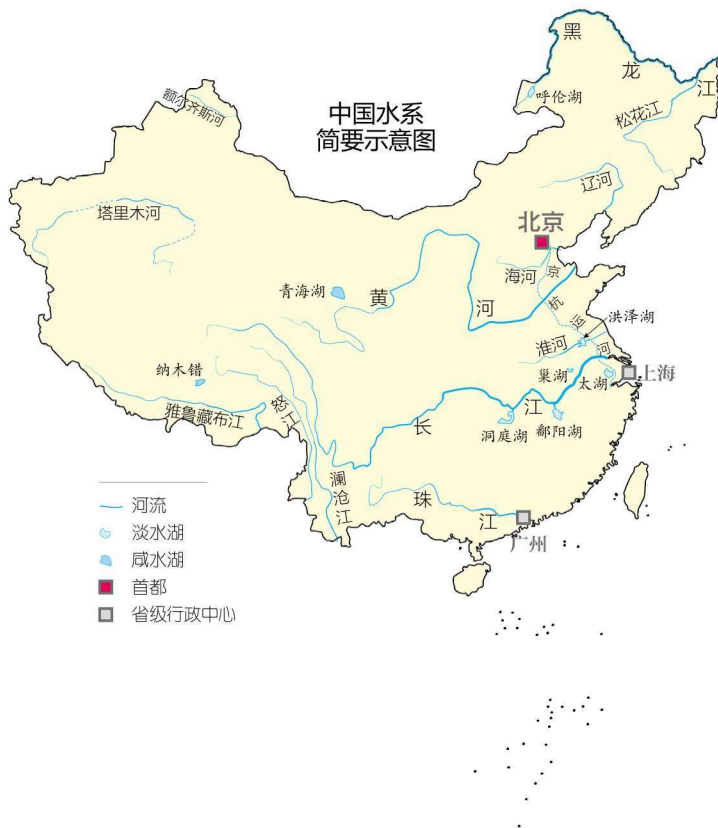 中国水系
简要示意图
黑龙江
呼伦湖
松花江
额尔齐斯河
辽河
塔里木河
北京
海河
京杭运河
青海湖
黄河
洪泽湖
淮河
纳木错
巢湖
太湖
上海
雅鲁藏布江
怒江
长江
洞庭湖
鄱阳湖
澜沧江
珠江
广州
河流
淡水湖
咸水湖
首都
省级行政中心